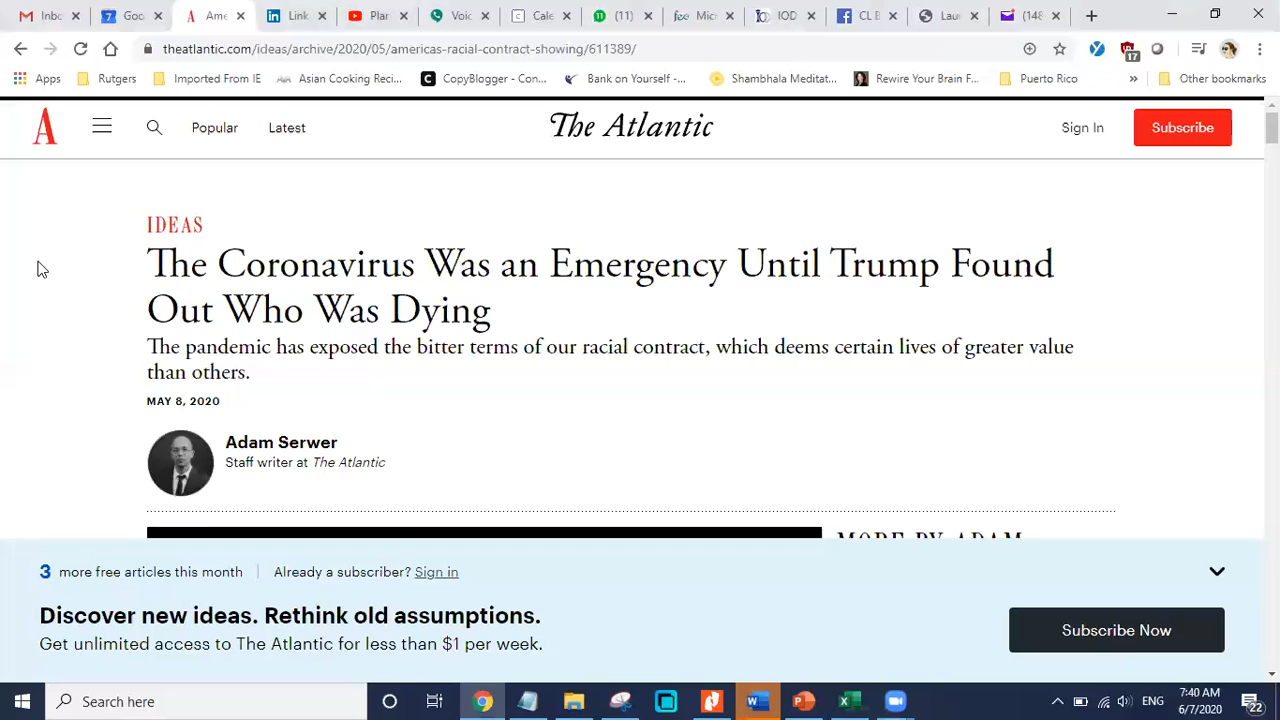 Inbo
Goo
Ame
Link
Plar
Voic
Cale
(11)
Micr
IOD
CL B
Laun
(148
theatlantic.com/ideas/archive/2020/05/americas-racial-contract-showing/611389/
17
Apps
Rutgers
Imported From IE
Asian Cooking Reci...
CopyBlogger - Con...
Bank on Yourself -...
Shambhala Meditat...
Rewire Your Brain F...
Puerto Rico
Other bookmarks
A
Popular
Latest
The Atlantic
Sign In
Subscribe
IDEAS
The Coronavirus Was an Emergency Until Trump Found
Out Who Was Dying
The pandemic has exposed the bitter terms of our racial contract, which deems certain lives of greater value
than others.
MAY 8, 2020
Adam Serwer
Staff writer at The Atlantic
MORE BY ADAM
3 more free articles this month
Already a subscriber? Sign in
Discover new ideas. Rethink old assumptions.
Get unlimited access to The Atlantic for less than $1 per week.
Subscribe Now
Search here
ENG
7:40 AM
6/7/2020
22